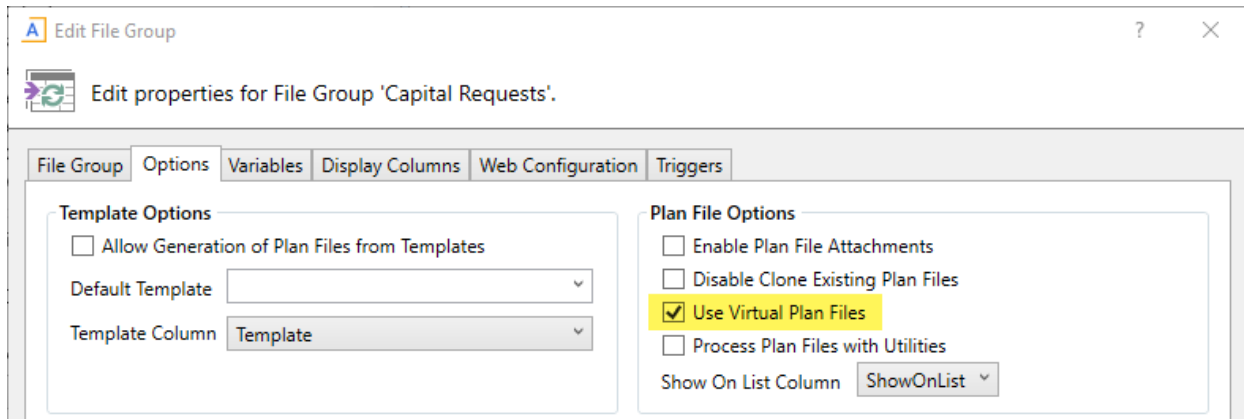 A Edit File Group ?
Edit properties for File Group 'Capital Requests'.
File Group Options Variables Display Columns Web Configuration Triggers
Template Options
Allow Generation of Plan Files from Templates
Default Template
Template Column Template
Plan File Options
Enable Plan File Attachments
Disable Clone Existing Plan Files
Use Virtual Plan Files
Process Plan Files with Utilities
Show On List Column ShowOnList